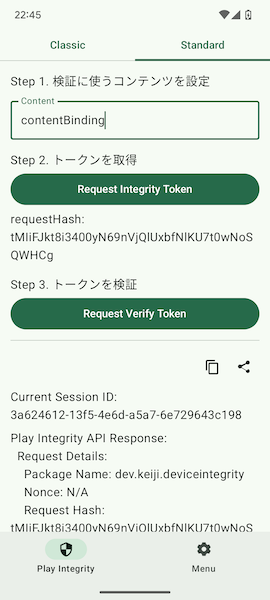 22:45
Classic
Standard
Step 1. 検証に使うコンテンツを設定
Content
contentBinding
Step 2. トークンを取得
Request Integrity Token
requestHash:
tMIiFJkt8i3400yN69nVjQlUxbfNlKU7t0wNoS
QWHCg
Step 3. トークンを検証
Request Verify Token
Current Session ID:
3a624612-13f5-4e6d-a5a7-6e729643c198
Play Integrity API Response:
Request Details:
Package Name: dev.keiji.deviceintegrity
Nonce: N/A
Request Hash:
tMIiFJkt8i3400yN69nVjQlUxbfNlKU7t0wNoS
Play Integrity
Menu